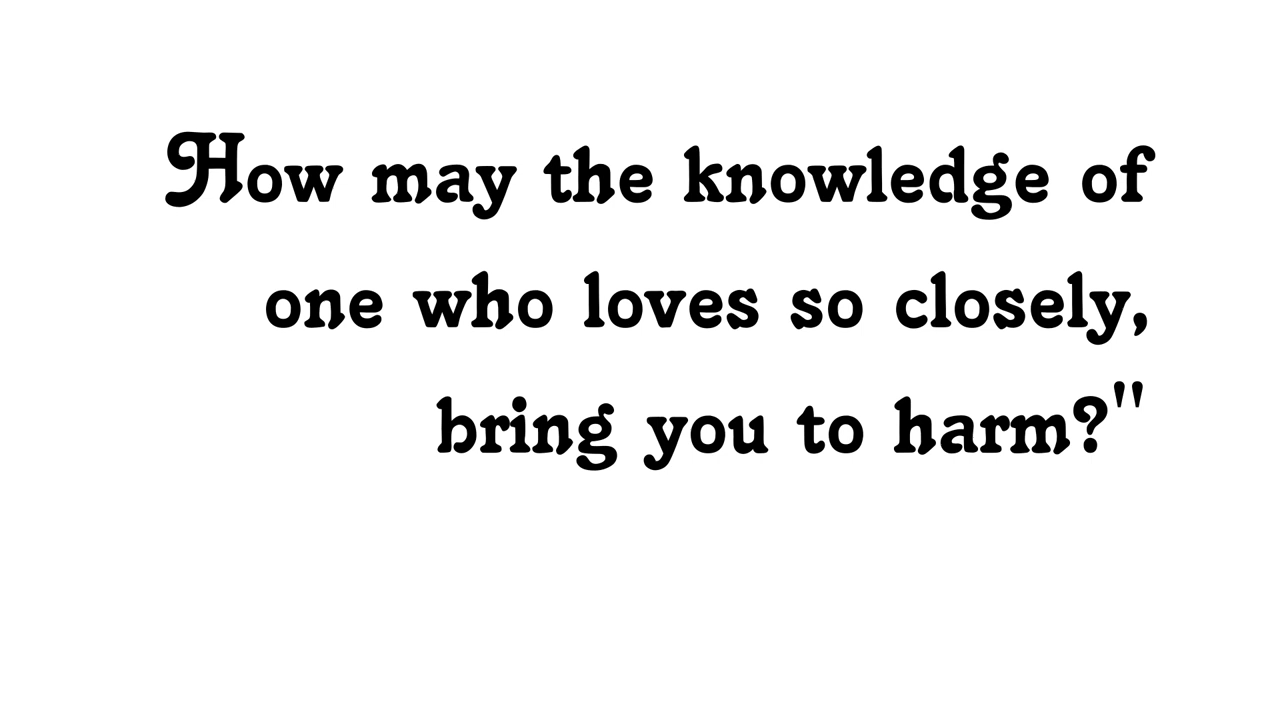 How may the knowledge of
one who loves so closely,
bring you to harm?"